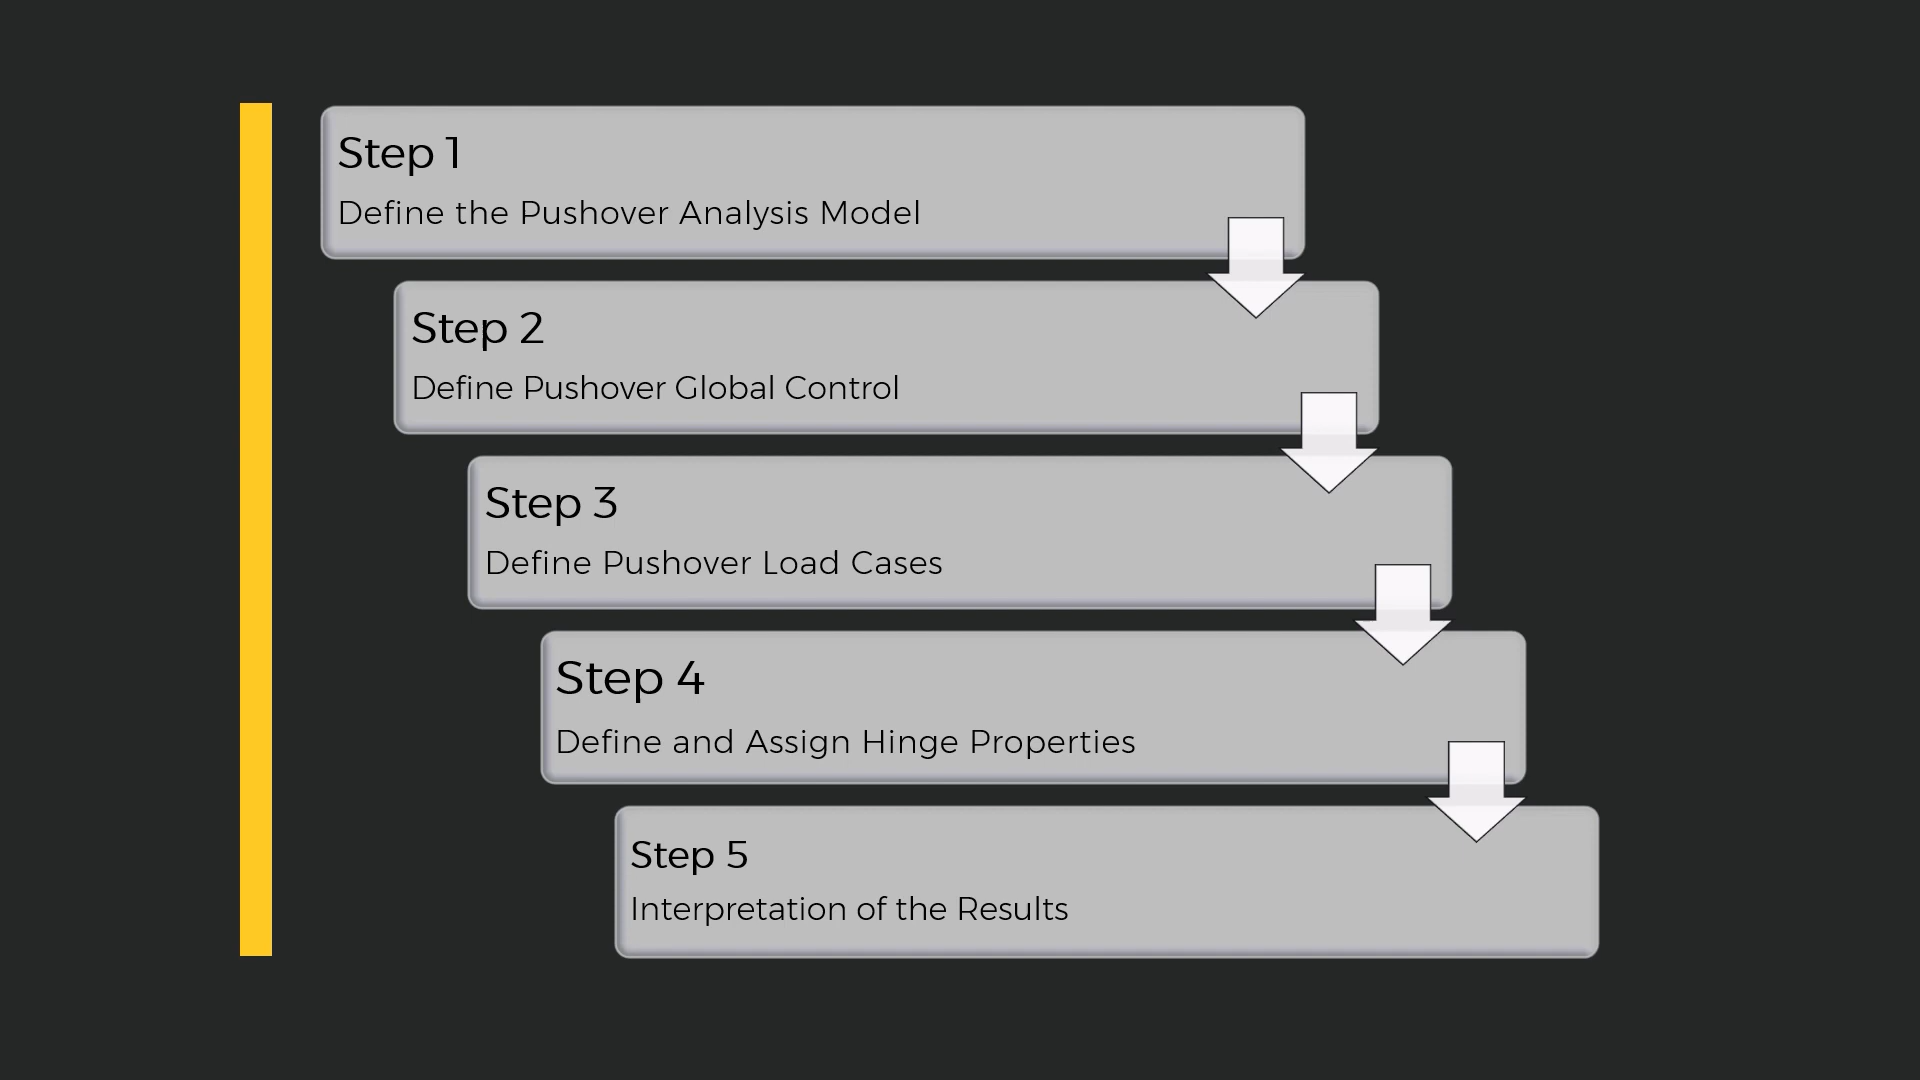 Step 1
Define the Pushover Analysis Model
Step 2
Define Pushover Global Control
Step 3
Define Pushover Load Cases
Step 4
Define and Assign Hinge Properties
Step 5
Interpretation of the Results